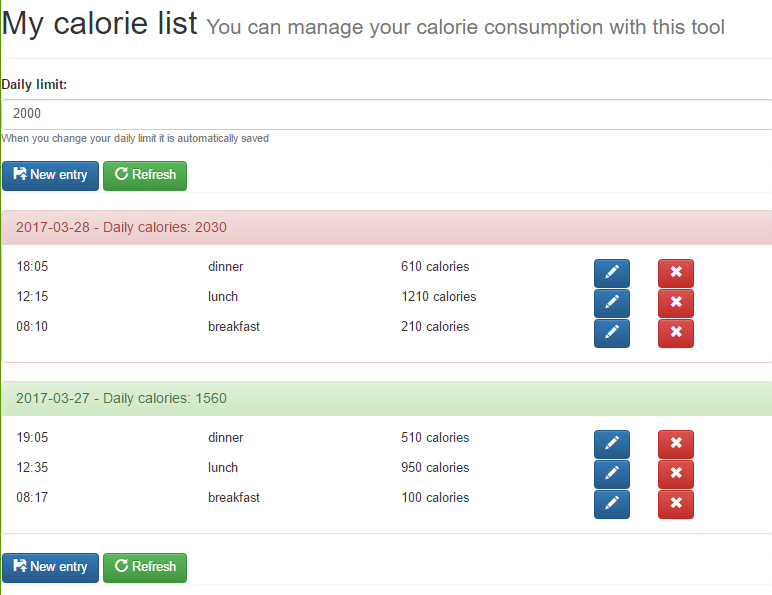 My calorie list You can manage your calorie consumption with this tool
Daily limit:
2000
When you change your daily limit it is automatically saved
New entry Refresh
2017-03-28 - Daily calories: 2030
18:05 dinner 610 calories
12:15 lunch 1210 calories
08:10 breakfast 210 calories
2017-03-27 - Daily calories: 1560
19:05 dinner 510 calories
12:35 lunch 950 calories
08:17 breakfast 100 calories
New entry Refresh